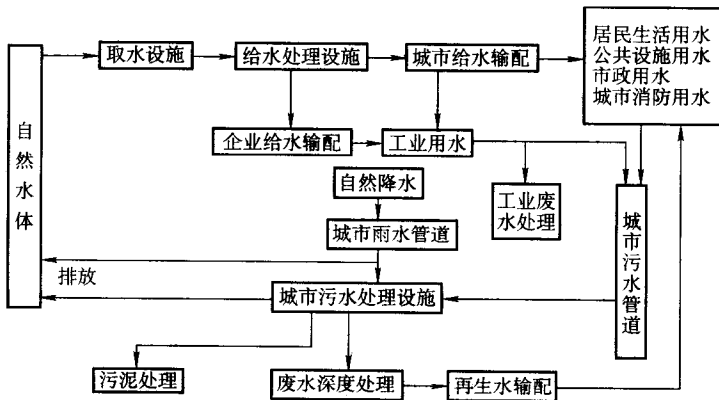 取水设施
给水处理设施
城市给水输配
居民生活用水
公共设施用水
市政用水
城市消防用水
自然水体
企业给水输配
工业用水
自然降水
工业废
水处理
城市雨水管道
城市污水管道
排放
城市污水处理设施
污泥处理
废水深度处理
再生水输配